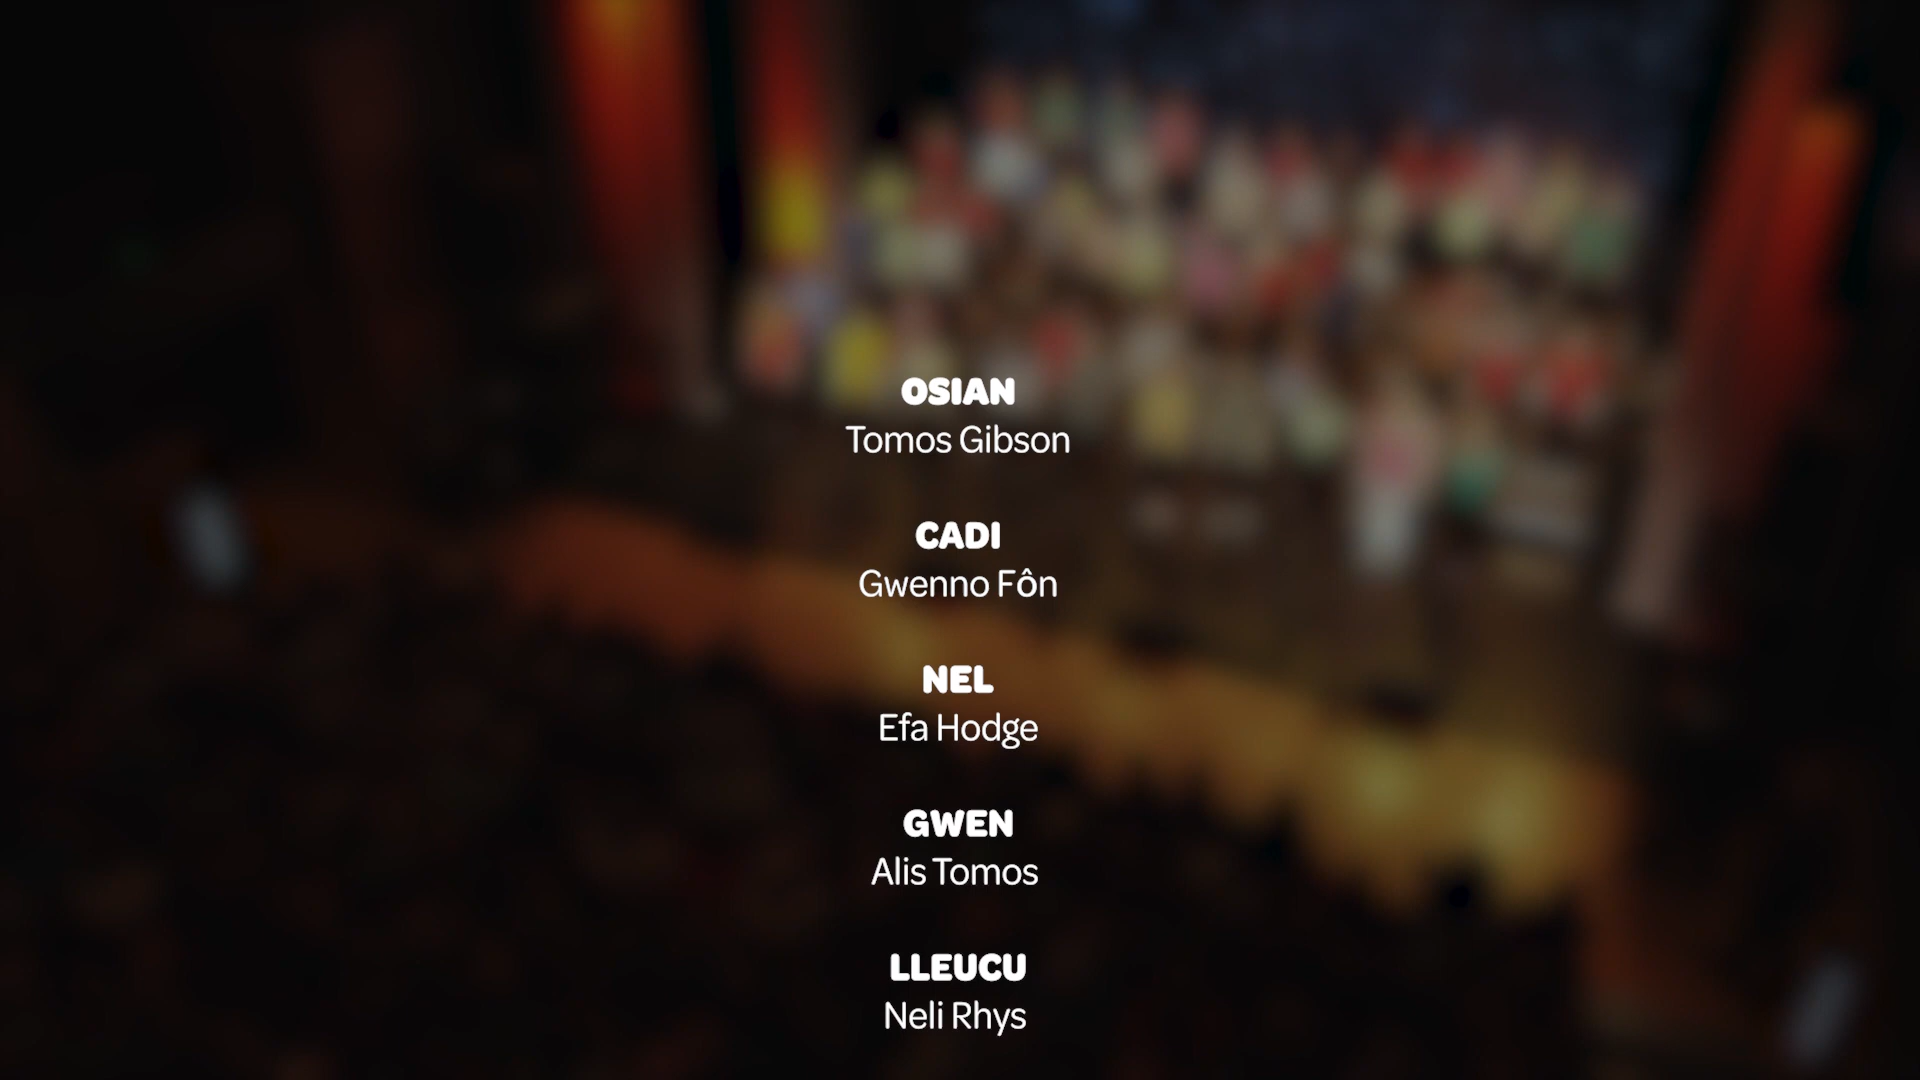 OSIAN
Tomos Gibson
CADI
Gwenno Fôn
NEL
Efa Hodge
GWEN
Alis Tomos
LLEUCU
Neli Rhys